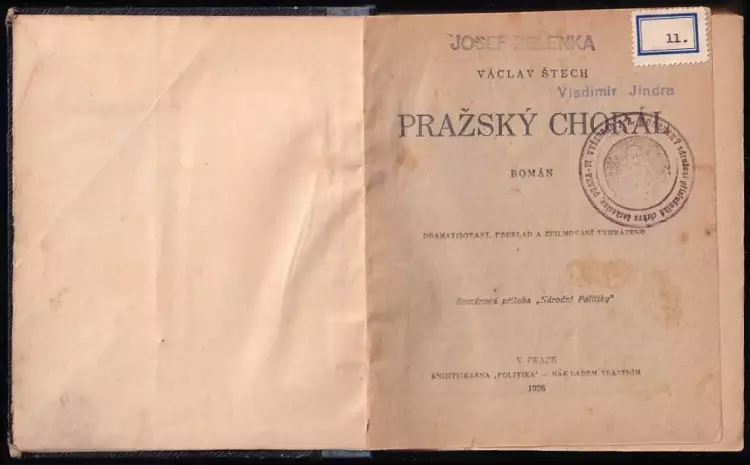 JOSEF ZELENKA
11.
VÁCLAV ŠTECH
Vladimír Jindra
PRAŽSKÝ CHORÁL
ROMÁN
DRAMATISOVÁNÍ, PŘEKLAD A ZFILMOVÁNÍ VYHRAZENO
Románová příloha „Národní Politiky"
V PRAZE
KNIHTISKÁRNA „POLITIKA" — NÁKLADEM VLASTNÍM
1926